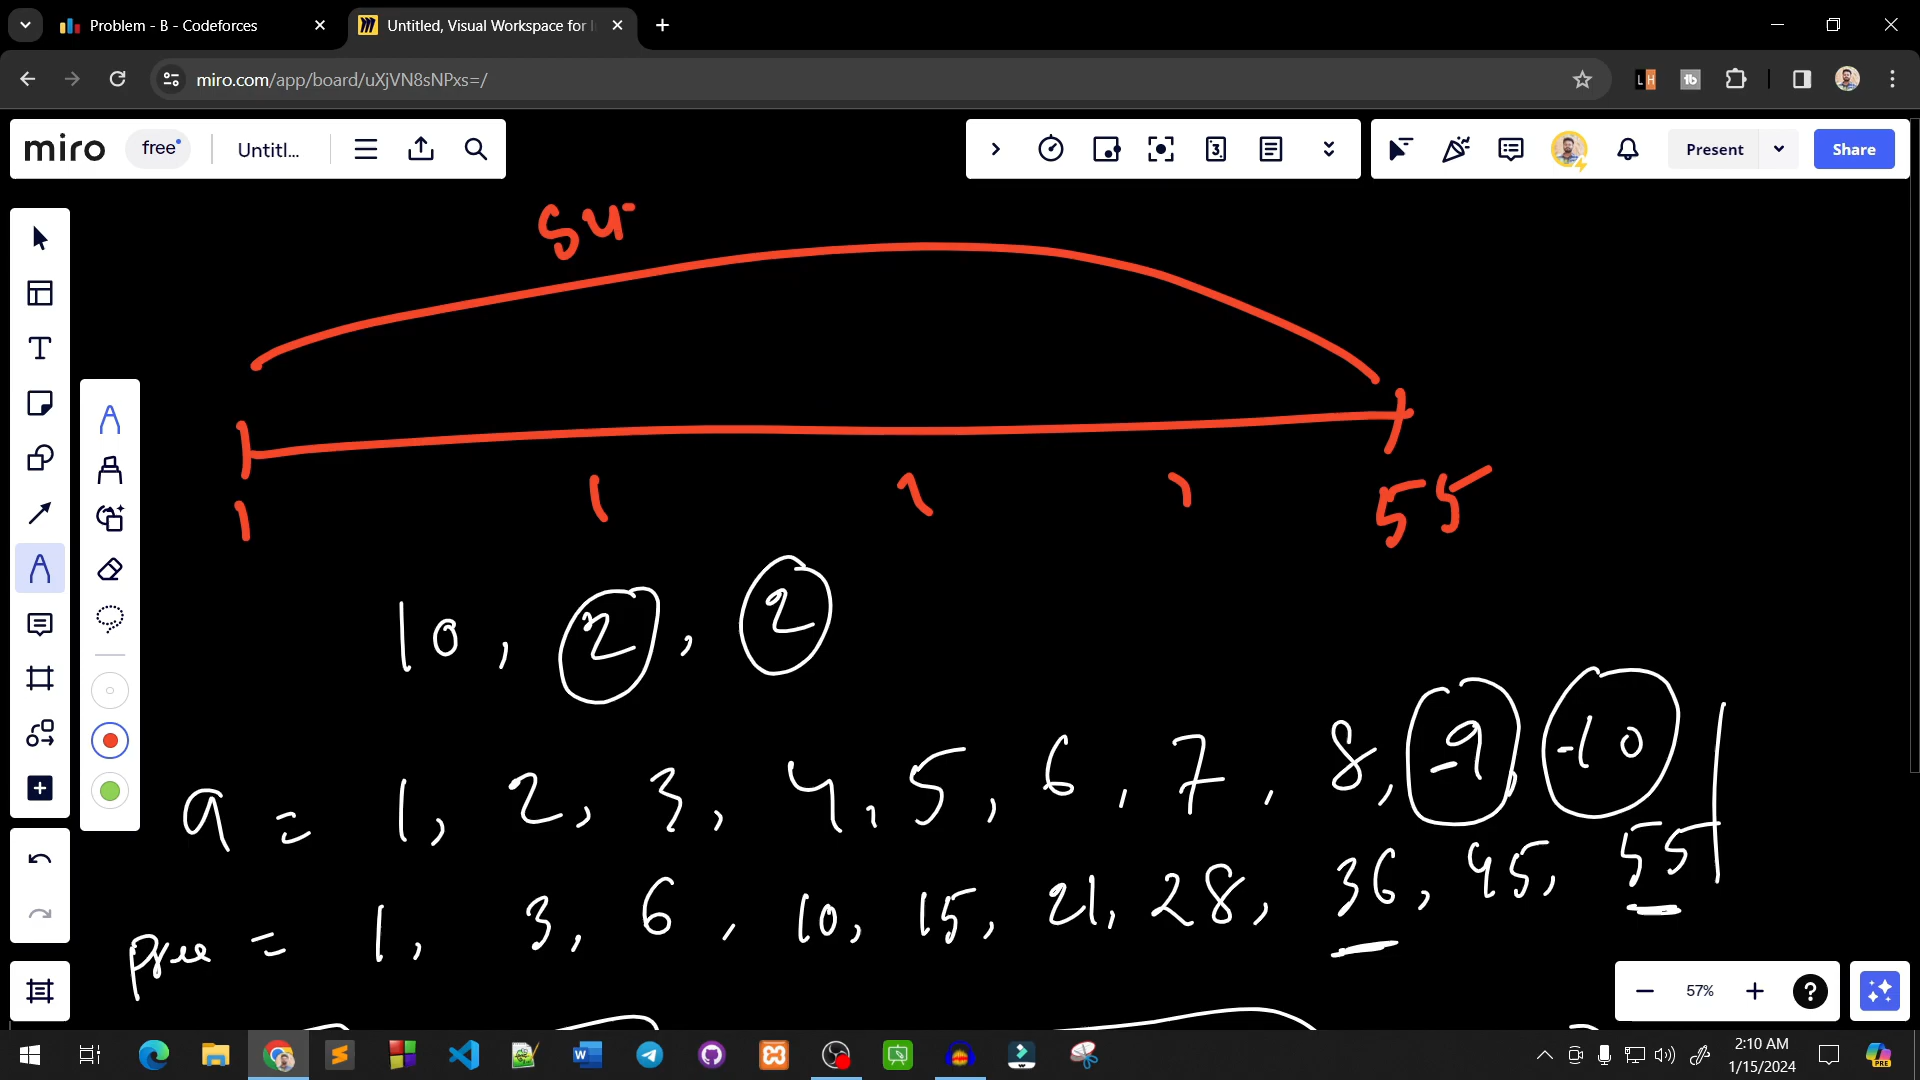 Problem - B - Codeforces
Untitled, Visual Workspace for
miro.com/app/board/uXjVN8sNPxs=/
miro free Untitl... Present Share
1 55
10, 2, 2
a = 1, 2, 3, 4, 5, 6, 7, 8, -9, -10
pree = 1, 3, 6, 10, 15, 21, 28, 36, 45, 55
57%
2:10 AM
1/15/2024